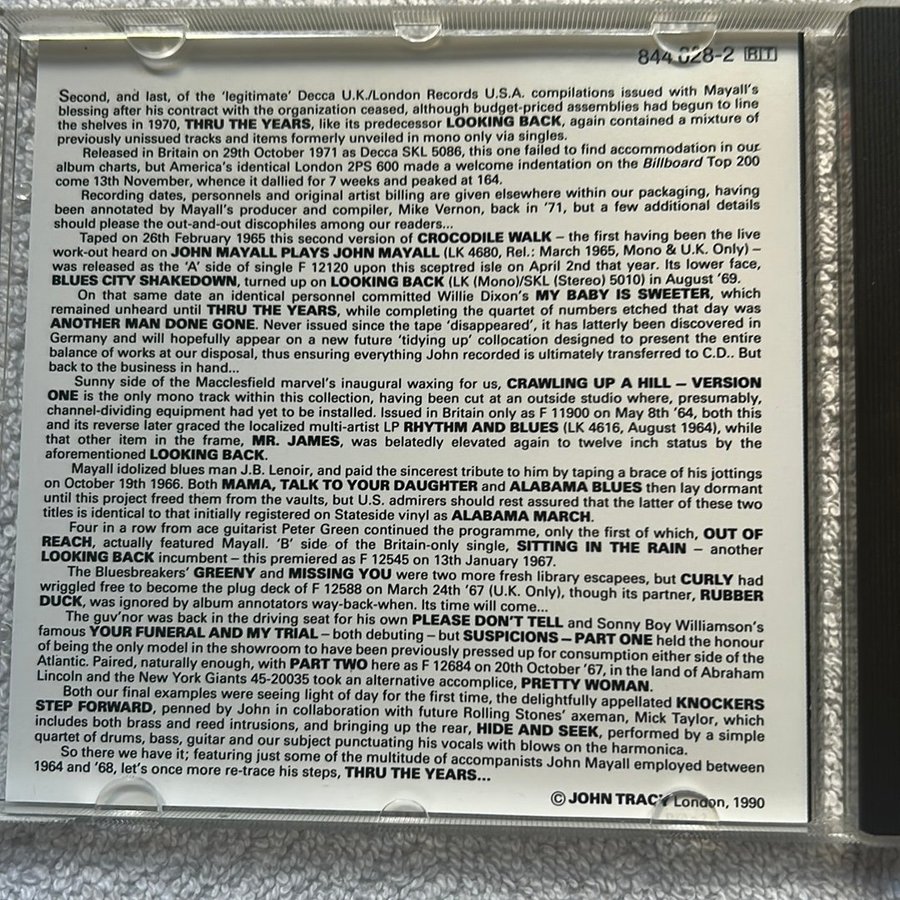 844 028-2 RIT
Second, and last, of the 'legitimate' Decca U.K./London Records U.S.A. compilations issued with Mayall's
blessing after his contract with the organization ceased, although budget-priced assemblies had begun to line
the shelves in 1970, THRU THE YEARS, like its predecessor LOOKING BACK, again contained a mixture of
previously unissued tracks and items formerly unveiled in mono only via singles.
Released in Britain on 29th October 1971 as Decca SKL 5086, this one failed to find accommodation in our
album charts, but America's identical London 2PS 600 made a welcome indentation on the Billboard Top 200
come 13th November, whence it dallied for 7 weeks and peaked at 164.
Recording dates, personnels and original artist billing are given elsewhere within our packaging, having
been annotated by Mayall's producer and compiler, Mike Vernon, back in '71, but a few additional details
should please the out-and-out discophiles among our readers...
Taped on 26th February 1965 this second version of CROCODILE WALK – the first having been the live
work-out heard on JOHN MAYALL PLAYS JOHN MAYALL (LK 4680, Rel.: March 1965, Mono & U.K. Only) –
was released as the 'A' side of single F 12120 upon this sceptred isle on April 2nd that year. Its lower face,
BLUES CITY SHAKEDOWN, turned up on LOOKING BACK (LK (Mono)/SKL (Stereo) 5010) in August '69.
On that same date an identical personnel committed Willie Dixon's MY BABY IS SWEETER, which
remained unheard until THRU THE YEARS, while completing the quartet of numbers etched that day was
ANOTHER MAN DONE GONE. Never issued since the tape 'disappeared', it has latterly been discovered in
Germany and will hopefully appear on a new future 'tidying up' collocation designed to present the entire
balance of works at our disposal, thus ensuring everything John recorded is ultimately transferred to C.D.. But
back to the business in hand...
Sunny side of the Macclesfield marvel's inaugural waxing for us, CRAWLING UP A HILL – VERSION
ONE is the only mono track within this collection, having been cut at an outside studio where, presumably,
channel-dividing equipment had yet to be installed. Issued in Britain only as F 11900 on May 8th '64, both this
and its reverse later graced the localized multi-artist LP RHYTHM AND BLUES (LK 4616, August 1964), while
that other item in the frame, MR. JAMES, was belatedly elevated again to twelve inch status by the
aforementioned LOOKING BACK.
Mayall idolized blues man J.B. Lenoir, and paid the sincerest tribute to him by taping a brace of his jottings
on October 19th 1966. Both MAMA, TALK TO YOUR DAUGHTER and ALABAMA BLUES then lay dormant
until this project freed them from the vaults, but U.S. admirers should rest assured that the latter of these two
titles is identical to that initially registered on Stateside vinyl as ALABAMA MARCH.
Four in a row from ace guitarist Peter Green continued the programme, only the first of which, OUT OF
REACH, actually featured Mayall. 'B' side of the Britain-only single, SITTING IN THE RAIN – another
LOOKING BACK incumbent – this premiered as F 12545 on 13th January 1967.
The Bluesbreakers' GREENY and MISSING YOU were two more fresh library escapees, but CURLY had
wriggled free to become the plug deck of F 12588 on March 24th '67 (U.K. Only), though its partner, RUBBER
DUCK, was ignored by album annotators way-back-when. Its time will come...
The guv'nor was back in the driving seat for his own PLEASE DON'T TELL and Sonny Boy Williamson's
famous YOUR FUNERAL AND MY TRIAL – both debuting – but SUSPICIONS – PART ONE held the honour
of being the only model in the showroom to have been previously pressed up for consumption either side of the
Atlantic. Paired, naturally enough, with PART TWO here as F 12684 on 20th October '67, in the land of Abraham
Lincoln and the New York Giants 45-20035 took an alternative accomplice, PRETTY WOMAN.
Both our final examples were seeing light of day for the first time, the delightfully appellated KNOCKERS
STEP FORWARD, penned by John in collaboration with future Rolling Stones' axeman, Mick Taylor, which
includes both brass and reed intrusions, and bringing up the rear, HIDE AND SEEK, performed by a simple
quartet of drums, bass, guitar and our subject punctuating his vocals with blows on the harmonica.
So there we have it; featuring just some of the multitude of accompanists John Mayall employed between
1964 and '68, let's once more re-trace his steps, THRU THE YEARS...
© JOHN TRACY London, 1990